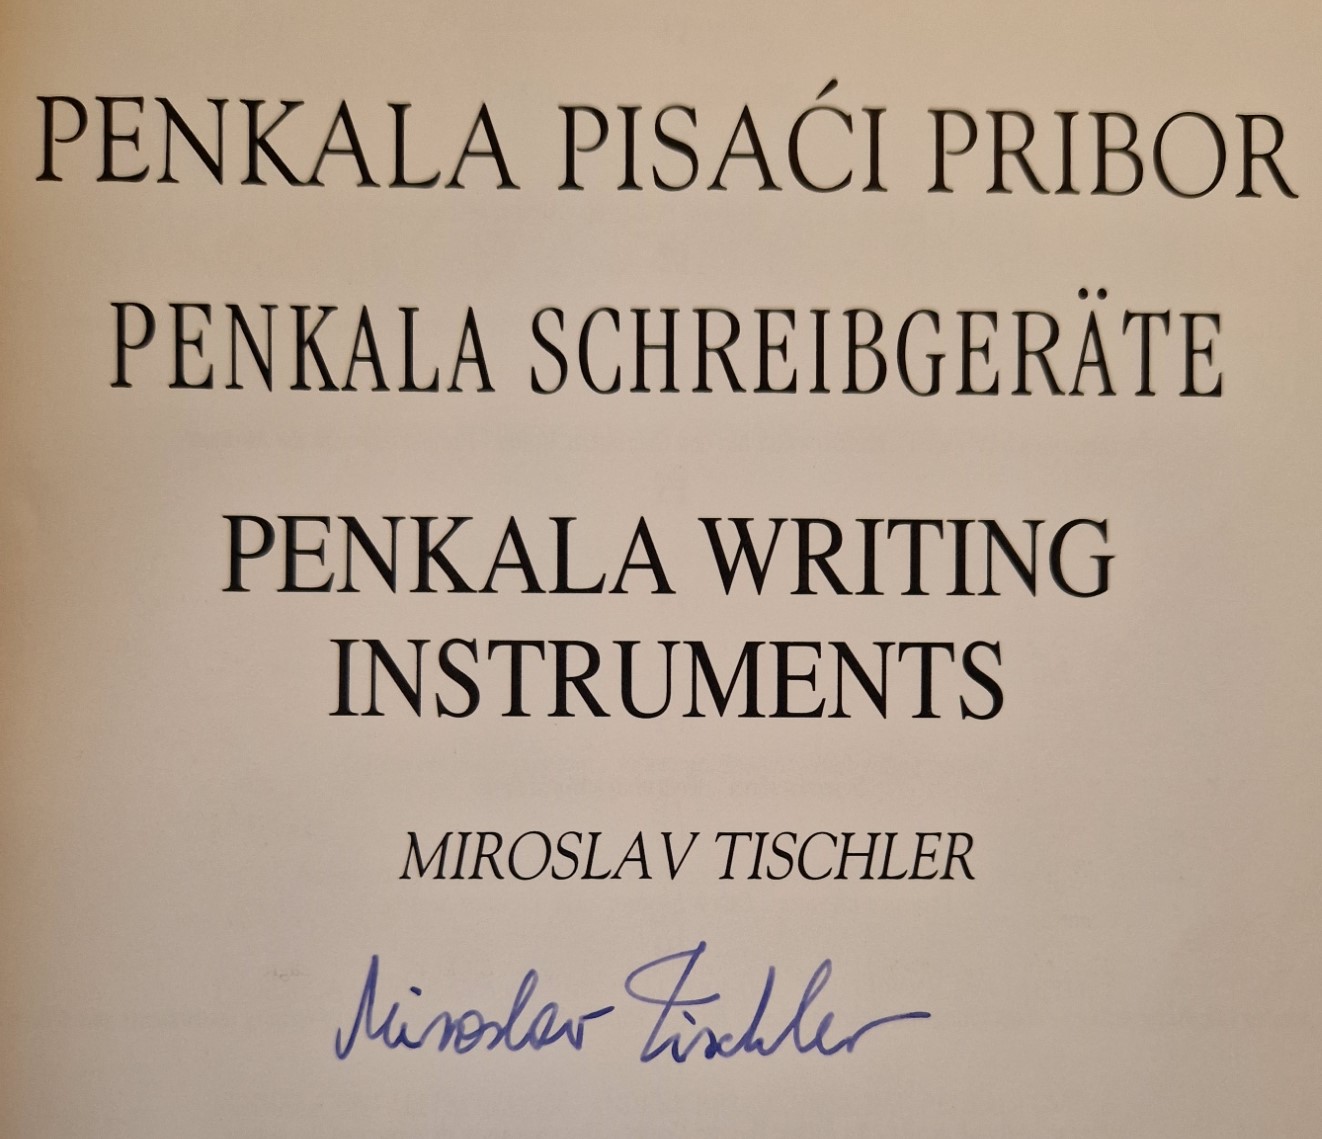 PENKALA PISAĆI PRIBOR
PENKALA SCHREIBGERÄTE
PENKALA WRITING
INSTRUMENTS
MIROSLAV TISCHLER
Miroslav Tischler